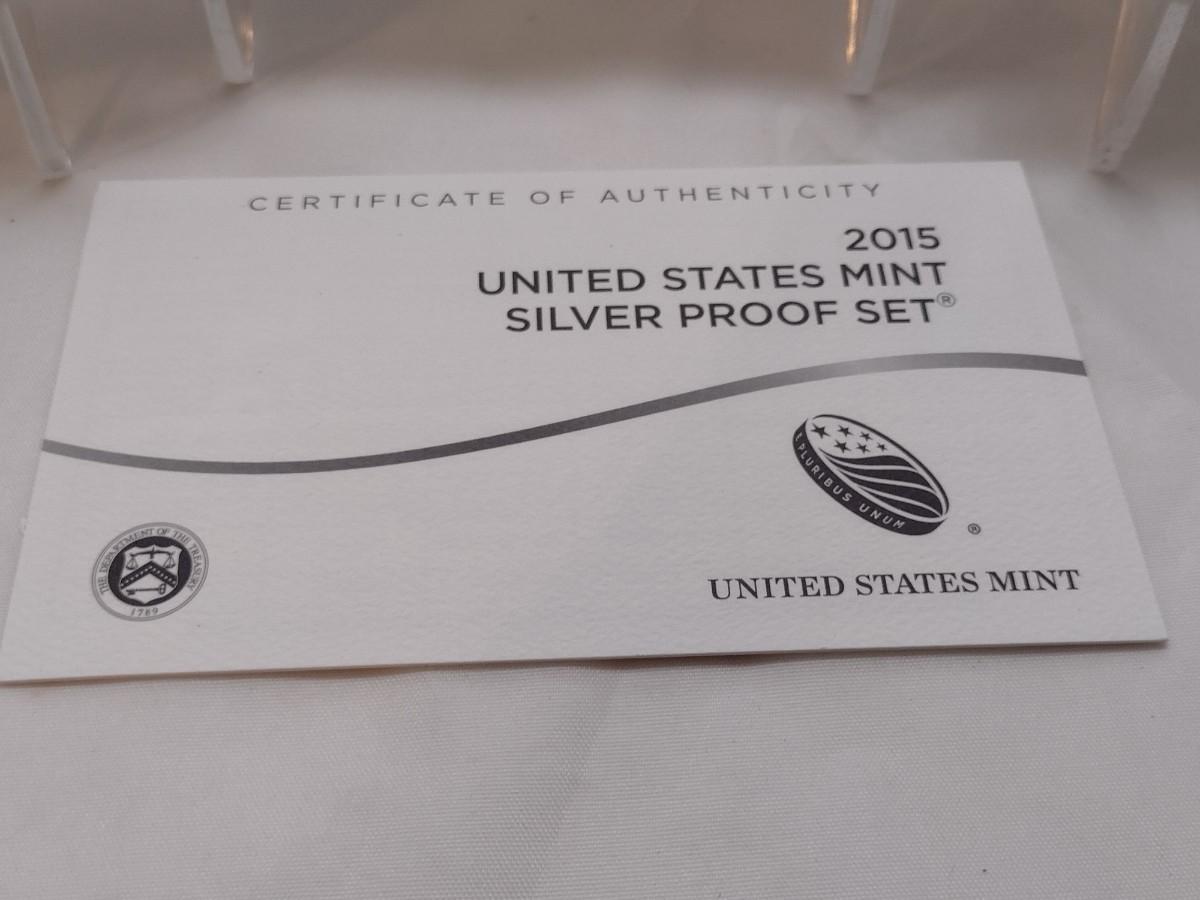 CERTIFICATE OF AUTHENTICITY
2015
UNITED STATES MINT
SILVER PROOF SET®
E PLURIBUS UNUM
®
THE DEPARTMENT OF THE TREASURY
1789
UNITED STATES MINT